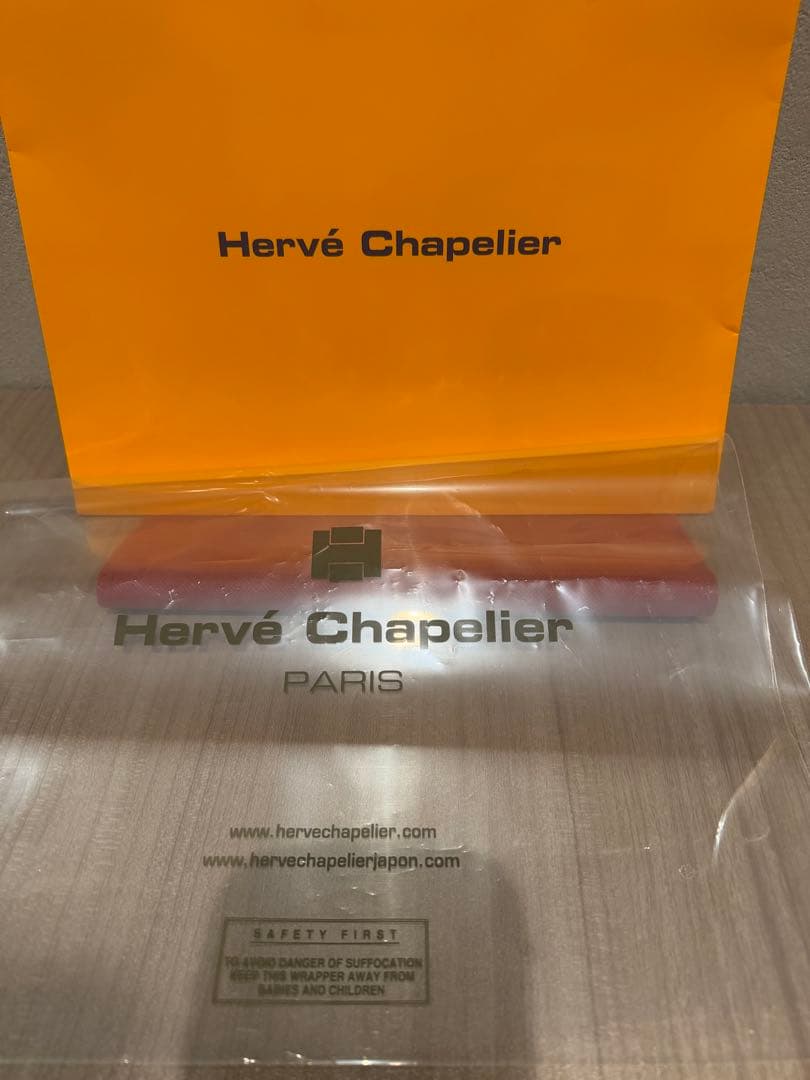 Hervé Chapelier
Hervé Chapelier
PARIS
www.hervechapelier.com
www.hervechapelierjapon.com
SAFETY FIRST
TO AVOID DANGER OF SUFFOCATION
KEEP THIS WRAPPER AWAY FROM
BABIES AND CHILDREN